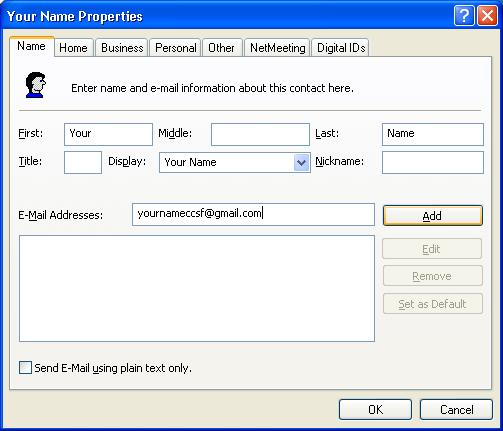 Your Name Properties
Name Home Business Personal Other NetMeeting Digital IDs
Enter name and e-mail information about this contact here.
First: Your Middle: Last: Name
Title: Display: Your Name Nickname:
E-Mail Addresses: yournameccsf@gmail.com Add
Edit
Remove
Set as Default
Send E-Mail using plain text only.
OK Cancel